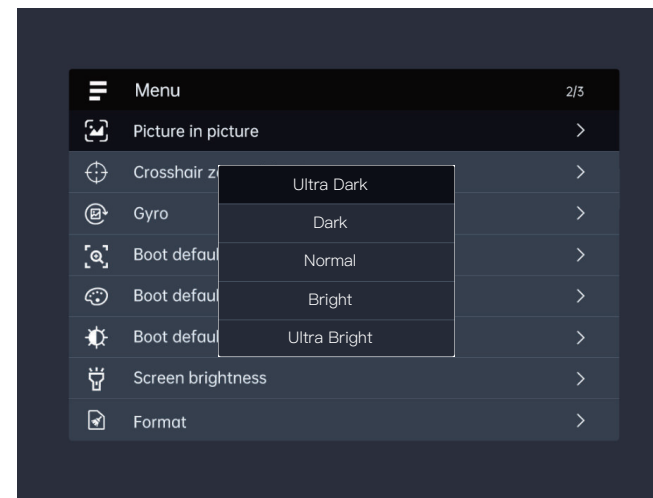 Menu 2/3
Picture in picture
Crosshair z
Ultra Dark
Gyro
Dark
Boot defaul
Normal
Boot defaul
Bright
Boot defaul
Ultra Bright
Screen brightness
Format